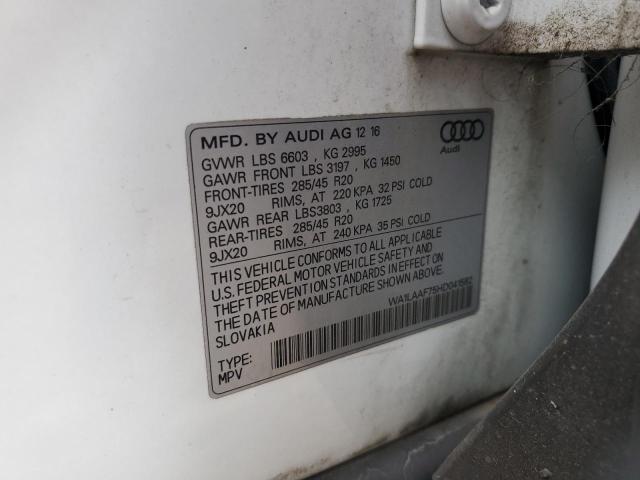 MFD. BY AUDI AG 12 16
Audi
GVWR LBS 6603 , KG 2995
GAWR FRONT LBS 3197 , KG 1450
FRONT-TIRES 285/45 R20
9JX20 RIMS, AT 220 KPA 32 PSI COLD
GAWR REAR LBS3803 , KG 1725
REAR-TIRES 285/45 R20
9JX20 RIMS, AT 240 KPA 35 PSI COLD
THIS VEHICLE CONFORMS TO ALL APPLICABLE
U.S. FEDERAL MOTOR VEHICLE SAFETY AND
THEFT PREVENTION STANDARDS IN EFFECT ON
DATE OF MANUFACTURE SHOWN ABOVE
SLOVAKIA
WA1LAAF75HD041582
TYPE:
MPV